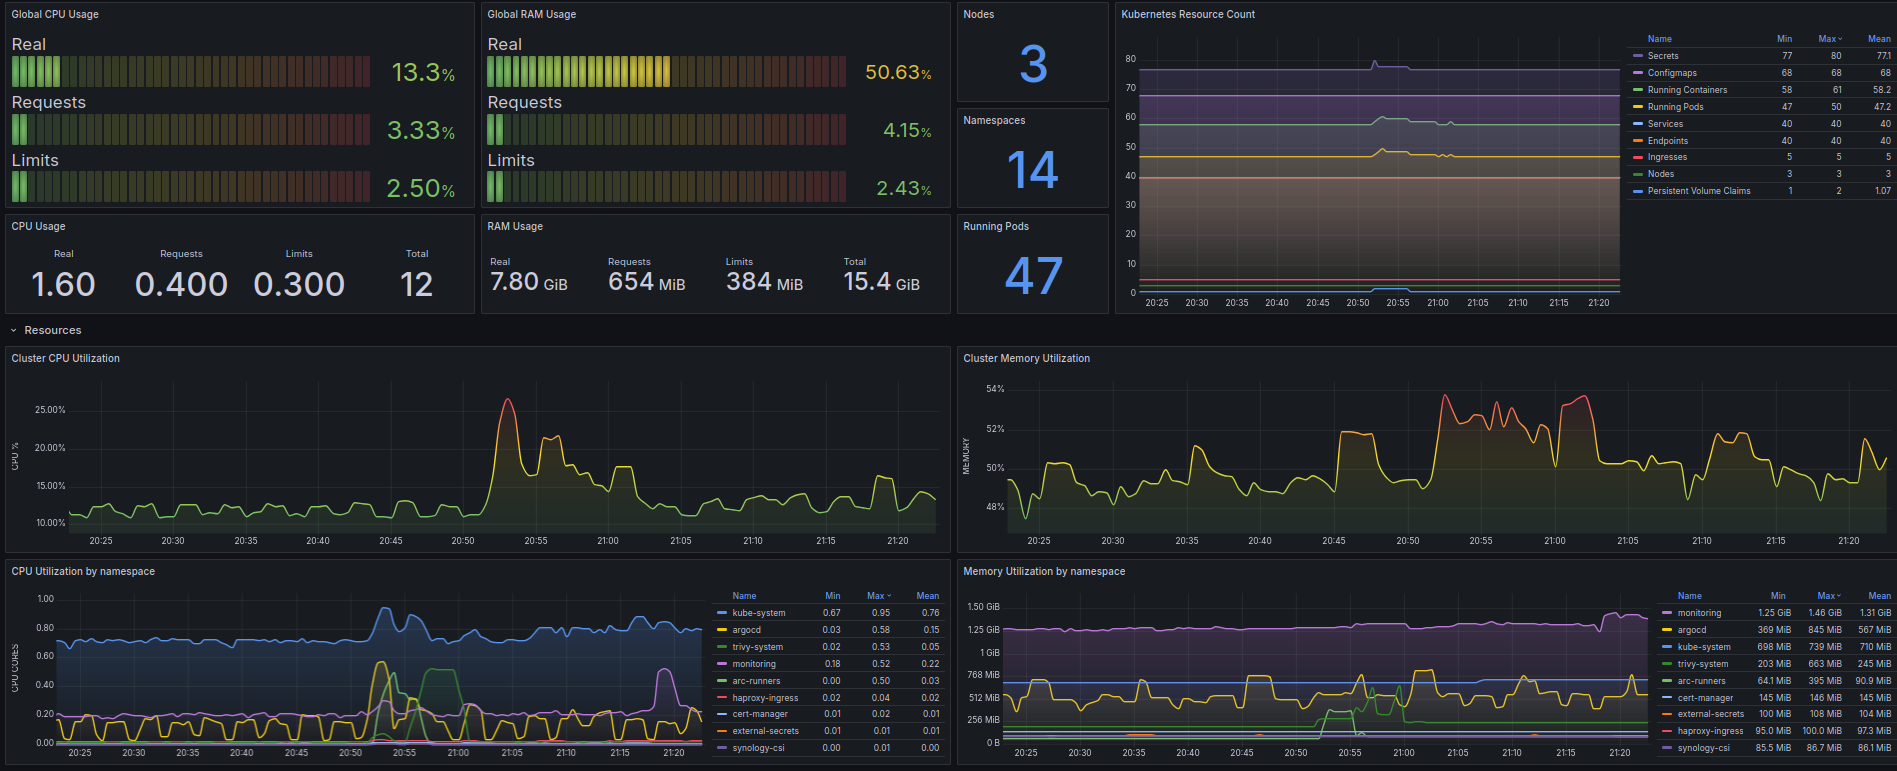 Global CPU Usage
Real
13.3%
Requests
3.33%
Limits
2.50%
Global RAM Usage
Real
50.63%
Requests
4.15%
Limits
2.43%
Nodes
3
Namespaces
14
Running Pods
47
Kubernetes Resource Count
80
70
60
50
40
30
20
10
0
20:25 20:30 20:35 20:40 20:45 20:50 20:55 21:00 21:05 21:10 21:15 21:20
Name Min Max Mean
Secrets 77 80 77.1
Configmaps 68 68 68
Running Containers 58 61 58.2
Running Pods 47 50 47.2
Services 40 40 40
Endpoints 40 40 40
Ingresses 5 5 5
Nodes 3 3 3
Persistent Volume Claims 1 2 1.07
CPU Usage
Real Requests Limits Total
1.60 0.400 0.300 12
RAM Usage
Real Requests Limits Total
7.80 GiB 654 MiB 384 MiB 15.4 GiB
Resources
Cluster CPU Utilization
CPU %
25.00%
20.00%
15.00%
10.00%
20:25 20:30 20:35 20:40 20:45 20:50 20:55 21:00 21:05 21:10 21:15 21:20
Cluster Memory Utilization
MEMORY
54%
52%
50%
48%
20:25 20:30 20:35 20:40 20:45 20:50 20:55 21:00 21:05 21:10 21:15 21:20
CPU Utilization by namespace
CPU CORES
1.00
0.80
0.60
0.40
0.20
0.00
20:25 20:30 20:35 20:40 20:45 20:50 20:55 21:00 21:05 21:10 21:15 21:20
Name Min Max Mean
kube-system 0.67 0.95 0.76
argocd 0.03 0.58 0.15
trivy-system 0.02 0.53 0.05
monitoring 0.18 0.52 0.22
arc-runners 0.00 0.50 0.03
haproxy-ingress 0.02 0.04 0.02
cert-manager 0.01 0.02 0.01
external-secrets 0.01 0.01 0.01
synology-csi 0.00 0.01 0.00
Memory Utilization by namespace
1.50 GiB
1.25 GiB
1 GiB
768 MiB
512 MiB
256 MiB
0 B
20:25 20:30 20:35 20:40 20:45 20:50 20:55 21:00 21:05 21:10 21:15 21:20
Name Min Max Mean
monitoring 1.25 GiB 1.46 GiB 1.31 GiB
argocd 369 MiB 845 MiB 567 MiB
kube-system 698 MiB 739 MiB 710 MiB
trivy-system 203 MiB 663 MiB 245 MiB
arc-runners 64.1 MiB 395 MiB 90.9 MiB
cert-manager 145 MiB 146 MiB 145 MiB
external-secrets 100 MiB 108 MiB 104 MiB
haproxy-ingress 95.0 MiB 100.0 MiB 97.3 MiB
synology-csi 85.5 MiB 86.7 MiB 86.1 MiB